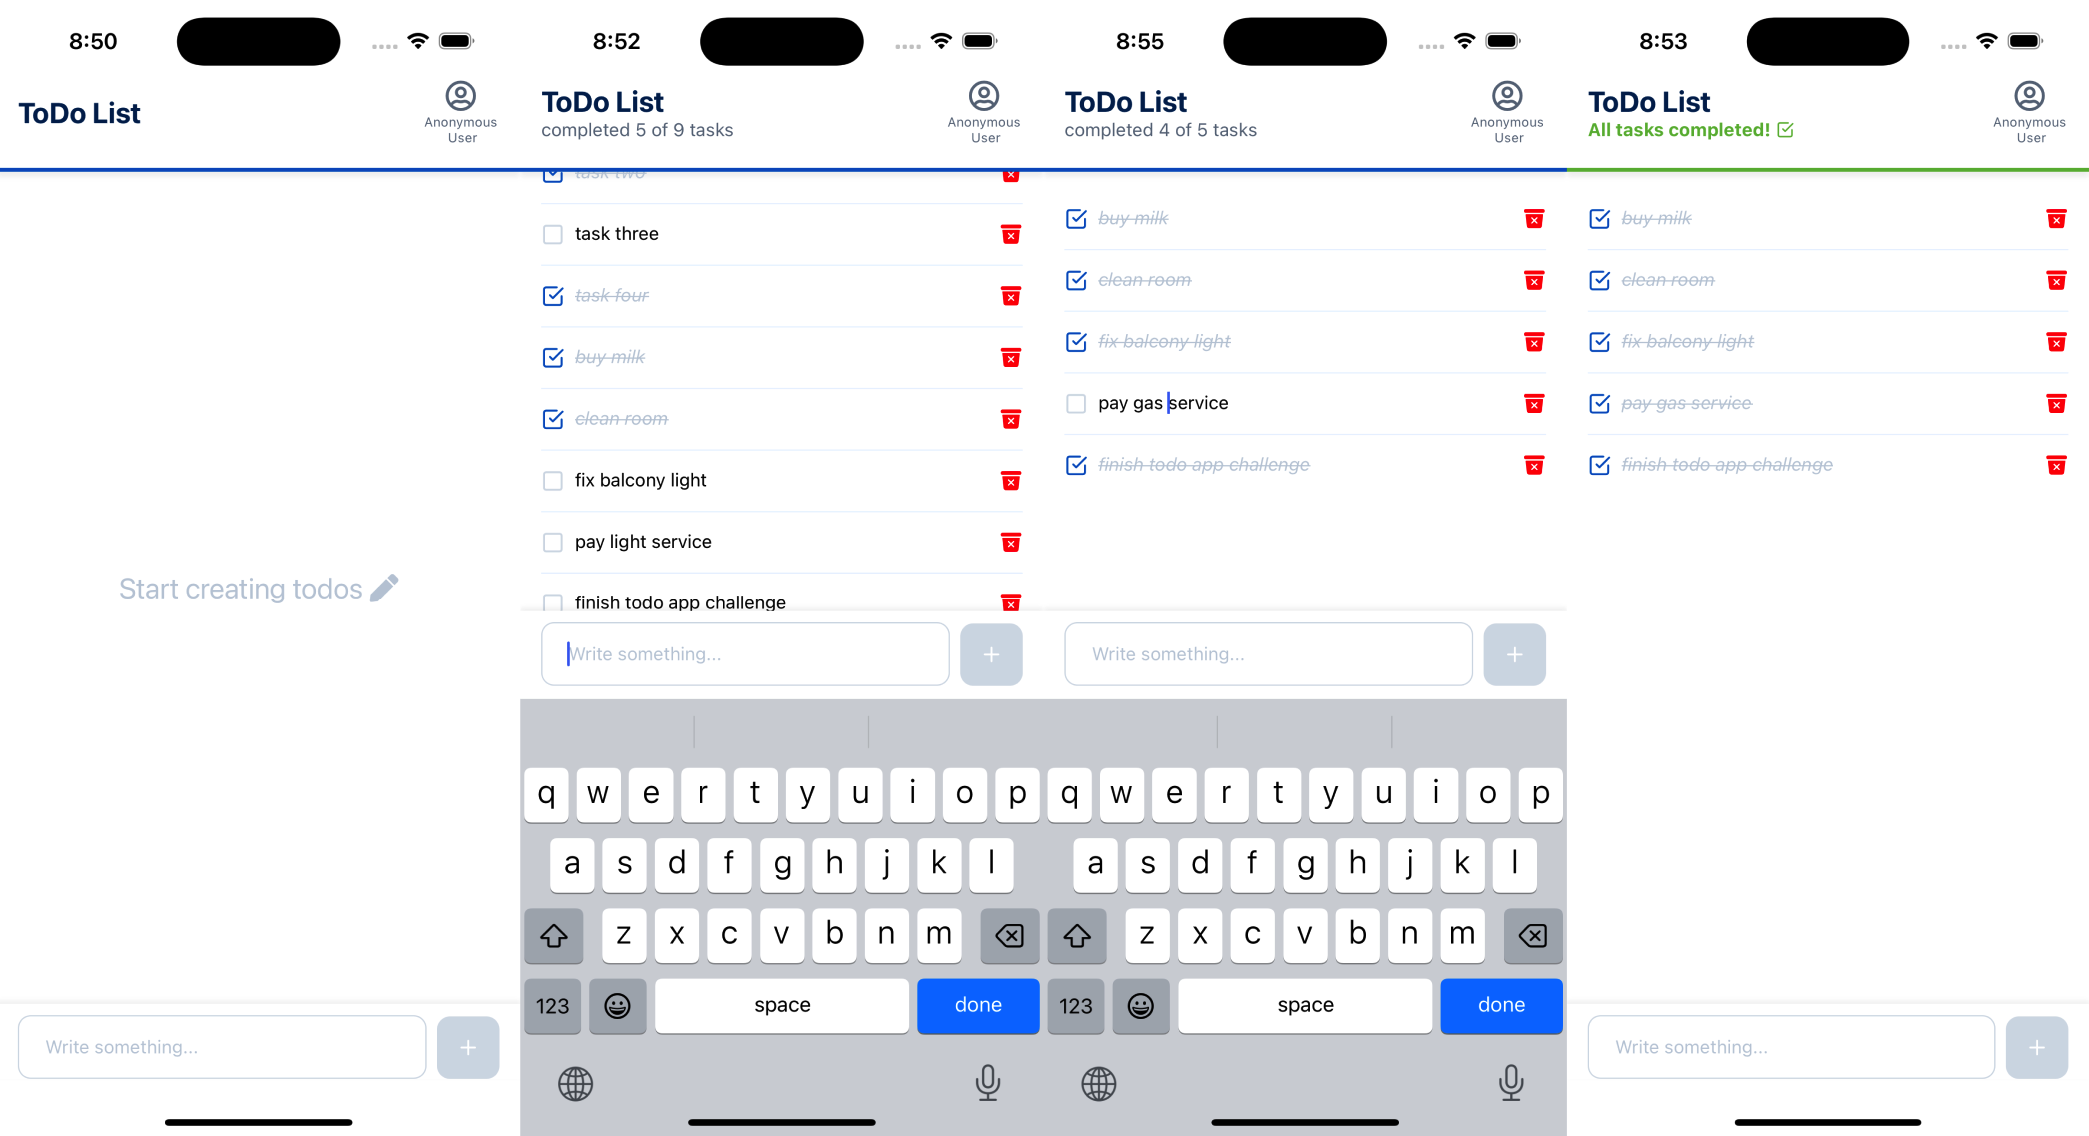 8:50
ToDo List
Anonymous
User
Start creating todos
Write something...
+
8:52
ToDo List
completed 5 of 9 tasks
Anonymous
User
task two
task three
task four
buy milk
clean room
fix balcony light
pay light service
finish todo app challenge
Write something...
+
q w e r t y u i o p
a s d f g h j k l
z x c v b n m
123 space done
8:55
ToDo List
completed 4 of 5 tasks
Anonymous
User
buy milk
clean room
fix balcony light
pay gas service
finish todo app challenge
Write something...
+
q w e r t y u i o p
a s d f g h j k l
z x c v b n m
123 space done
8:53
ToDo List
All tasks completed!
Anonymous
User
buy milk
clean room
fix balcony light
pay gas service
finish todo app challenge
Write something...
+